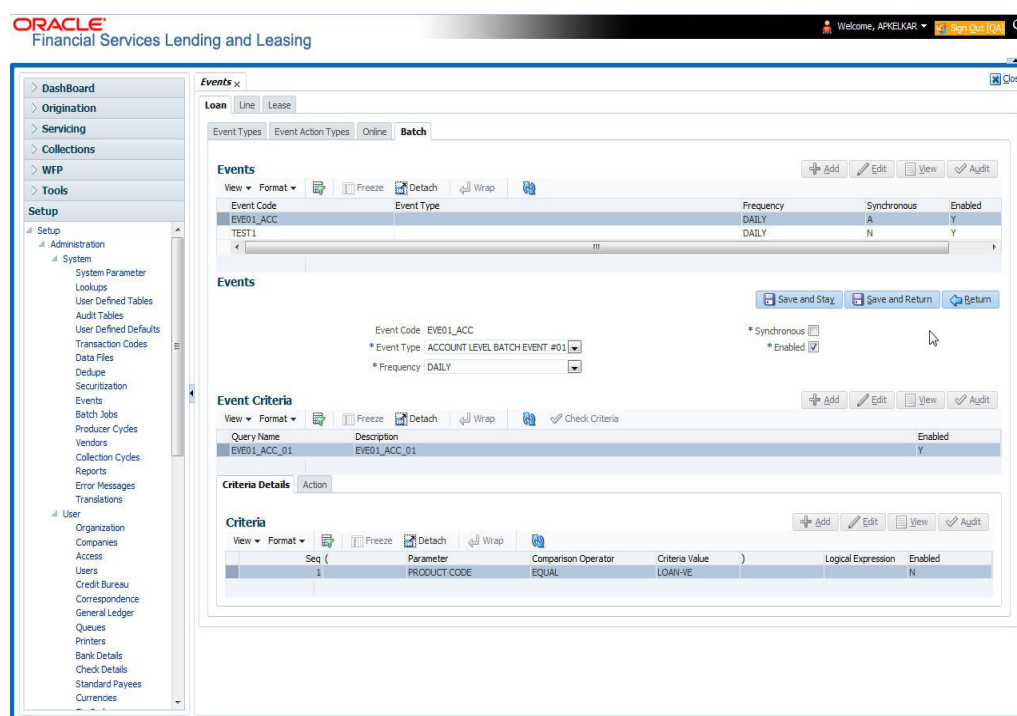 ORACLE
Financial Services Lending and Leasing
Welcome, APKELKAR
Sign Out [QA]
DashBoard
Origination
Servicing
Collections
WFP
Tools
Setup
Setup
Administration
System
System Parameter
Lookups
User Defined Tables
Audit Tables
User Defined Defaults
Transaction Codes
Data Files
Dedupe
Securitization
Events
Batch Jobs
Producer Cycles
Vendors
Collection Cycles
Reports
Error Messages
Translations
User
Organization
Companies
Access
Users
Credit Bureau
Correspondence
General Ledger
Queues
Printers
Bank Details
Check Details
Standard Payees
Currencies
Events x
Clos
Loan Line Lease
Event Types Event Action Types Online Batch
Events
Add Edit View Audit
View Format Freeze Detach Wrap
Event Code Event Type Frequency Synchronous Enabled
EVE01_ACC DAILY A Y
TEST1 DAILY N Y
Events
Save and Stay Save and Return Return
Event Code EVE01_ACC
* Synchronous
* Event Type ACCOUNT LEVEL BATCH EVENT #01
* Enabled
* Frequency DAILY
Event Criteria
Add Edit View Audit
View Format Freeze Detach Wrap Check Criteria
Query Name Description Enabled
EVE01_ACC_01 EVE01_ACC_01 Y
Criteria Details Action
Criteria
Add Edit View Audit
View Format Freeze Detach Wrap
Seq ( Parameter Comparison Operator Criteria Value ) Logical Expression Enabled
1 PRODUCT CODE EQUAL LOAN-VE N